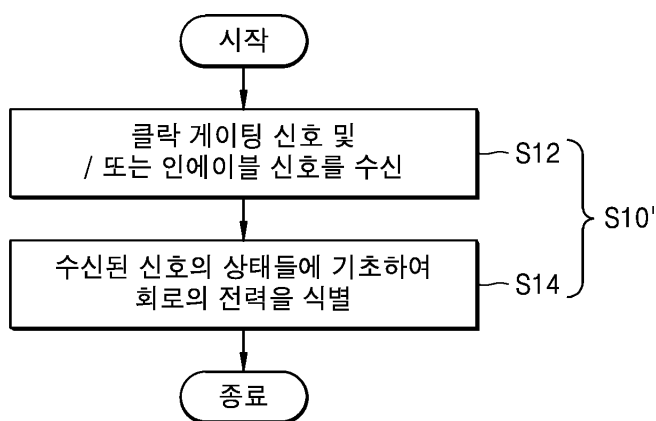 시작
클락 게이팅 신호 및
/ 또는 인에이블 신호를 수신
S12
S10'
수신된 신호의 상태들에 기초하여
회로의 전력을 식별
S14
종료